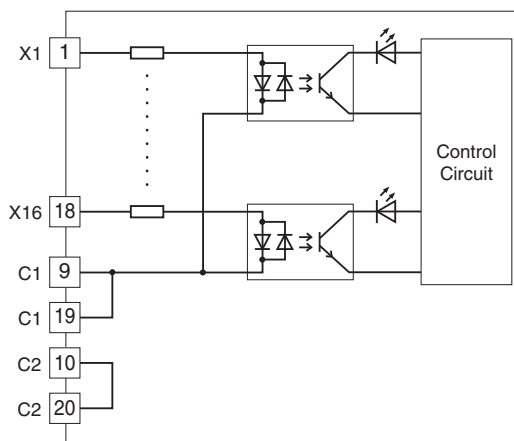 X1 1
X16 18
C1 9
C1 19
C2 10
C2 20
Control
Circuit